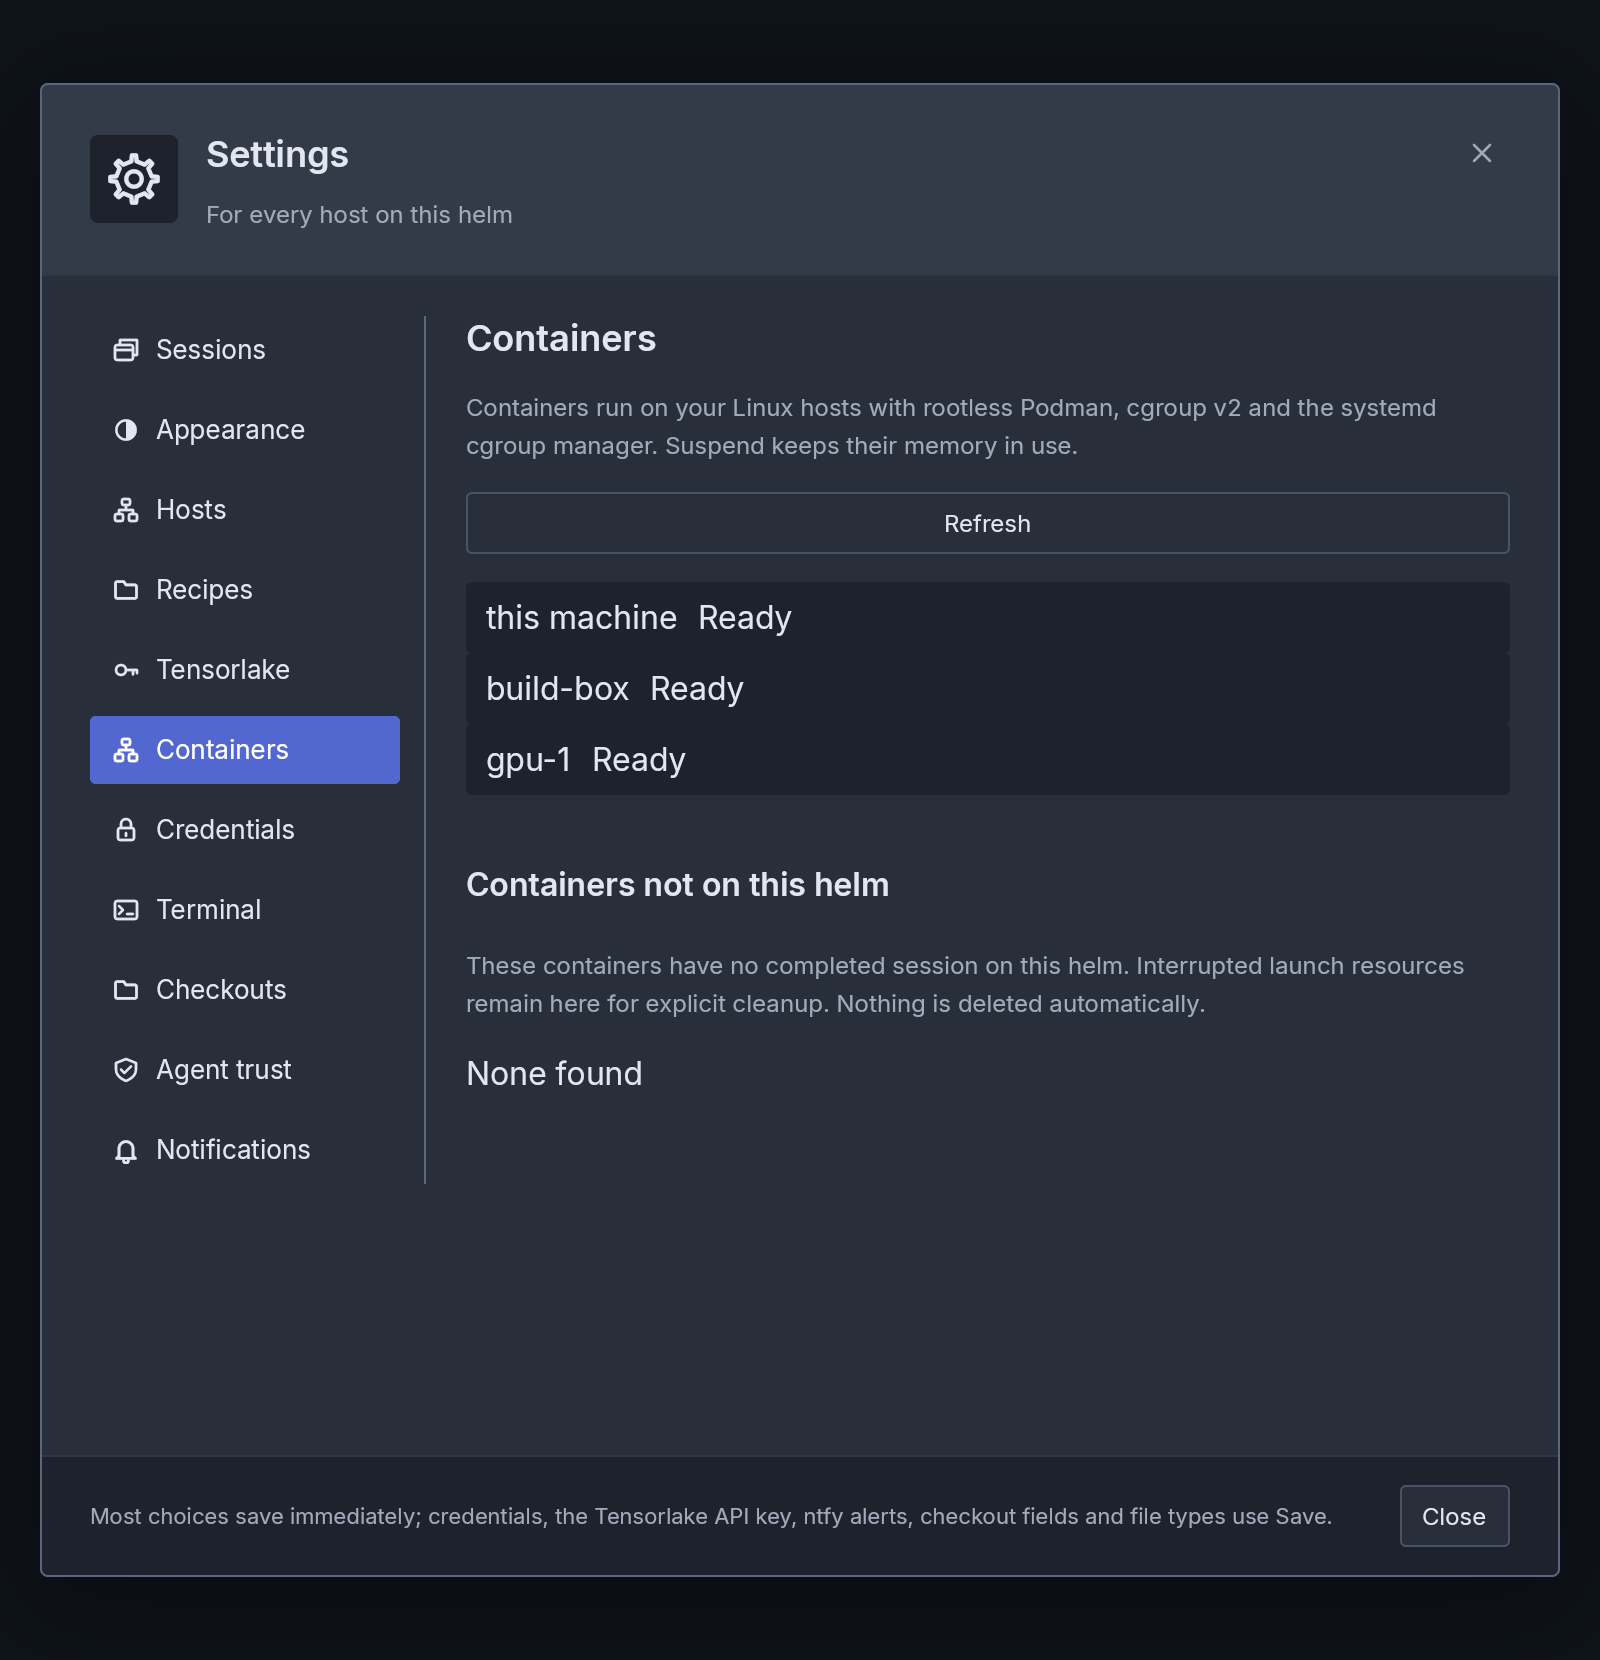 Settings
For every host on this helm
Sessions
Appearance
Hosts
Recipes
Tensorlake
Containers
Credentials
Terminal
Checkouts
Agent trust
Notifications
Containers
Containers run on your Linux hosts with rootless Podman, cgroup v2 and the systemd
cgroup manager. Suspend keeps their memory in use.
Refresh
this machine Ready
build-box Ready
gpu-1 Ready
Containers not on this helm
These containers have no completed session on this helm. Interrupted launch resources
remain here for explicit cleanup. Nothing is deleted automatically.
None found
Most choices save immediately; credentials, the Tensorlake API key, ntfy alerts, checkout fields and file types use Save.
Close